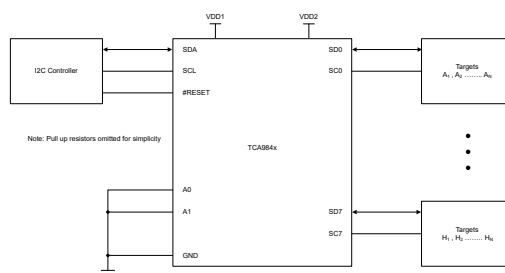 VDD1
VDD2
SDA
SCL
#RESET
I2C Controller
SD0
SC0
Targets
A1 , A2 ........ AN
Note: Pull up resistors omitted for simplicity
TCA984x
A0
A1
GND
SD7
SC7
Targets
H1 , H2 ........ HN